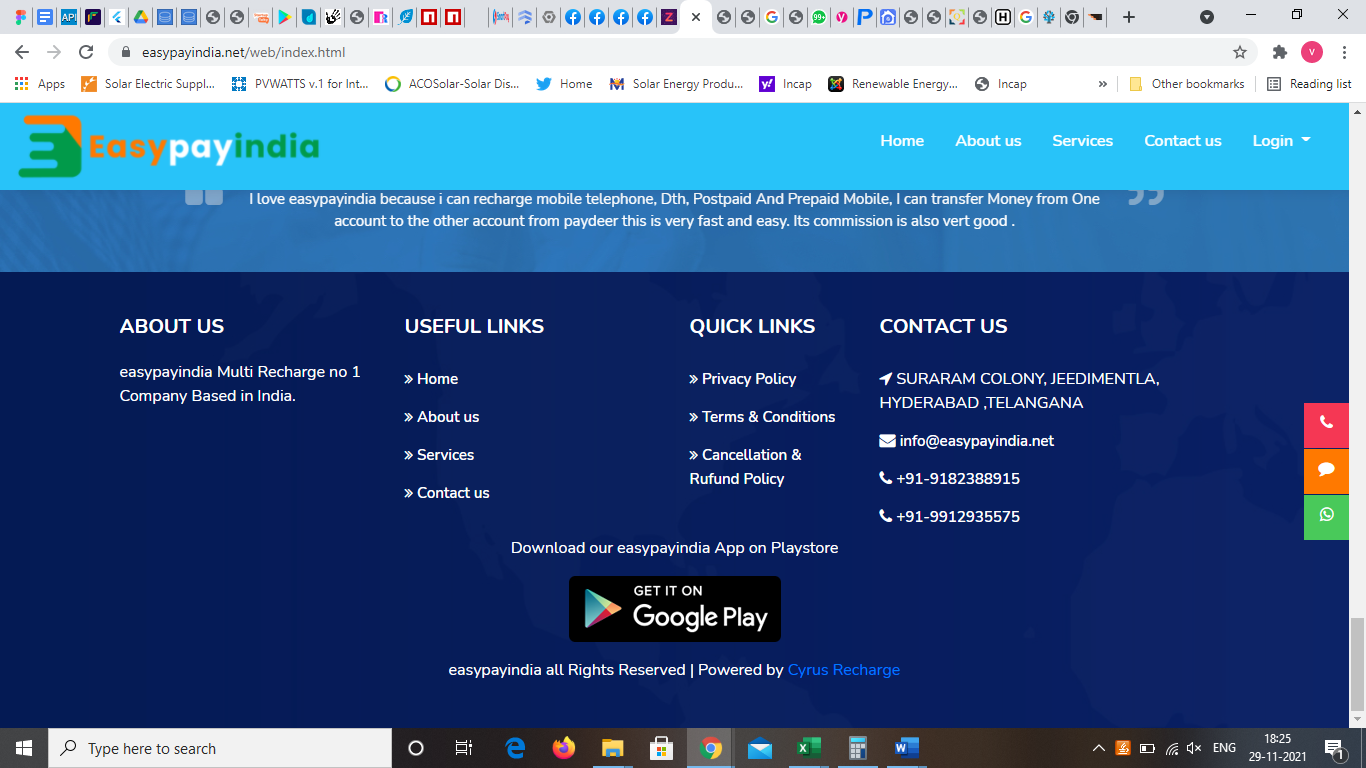 99+
V
easypayindia.net/web/index.html
V
Apps
Solar Electric Suppl...
PVWATTS v.1 for Int...
ACOSolar-Solar Dis...
Home
Solar Energy Produ...
Incap
Renewable Energy...
Incap
»
Other bookmarks
Reading list
Easypayindia
Home
About us
Services
Contact us
Login
I love easypayindia because i can recharge mobile telephone, Dth, Postpaid And Prepaid Mobile, I can transfer Money from One
account to the other account from paydeer this is very fast and easy. Its commission is also vert good .
ABOUT US
easypayindia Multi Recharge no 1
Company Based in India.
USEFUL LINKS
» Home
» About us
» Services
» Contact us
QUICK LINKS
» Privacy Policy
» Terms & Conditions
» Cancellation &
Rufund Policy
CONTACT US
SURARAM COLONY, JEEDIMENTLA,
HYDERABAD ,TELANGANA
info@easypayindia.net
+91-9182388915
+91-9912935575
Download our easypayindia App on Playstore
GET IT ON
Google Play
easypayindia all Rights Reserved | Powered by Cyrus Recharge
Type here to search
ENG
18:25
29-11-2021
1